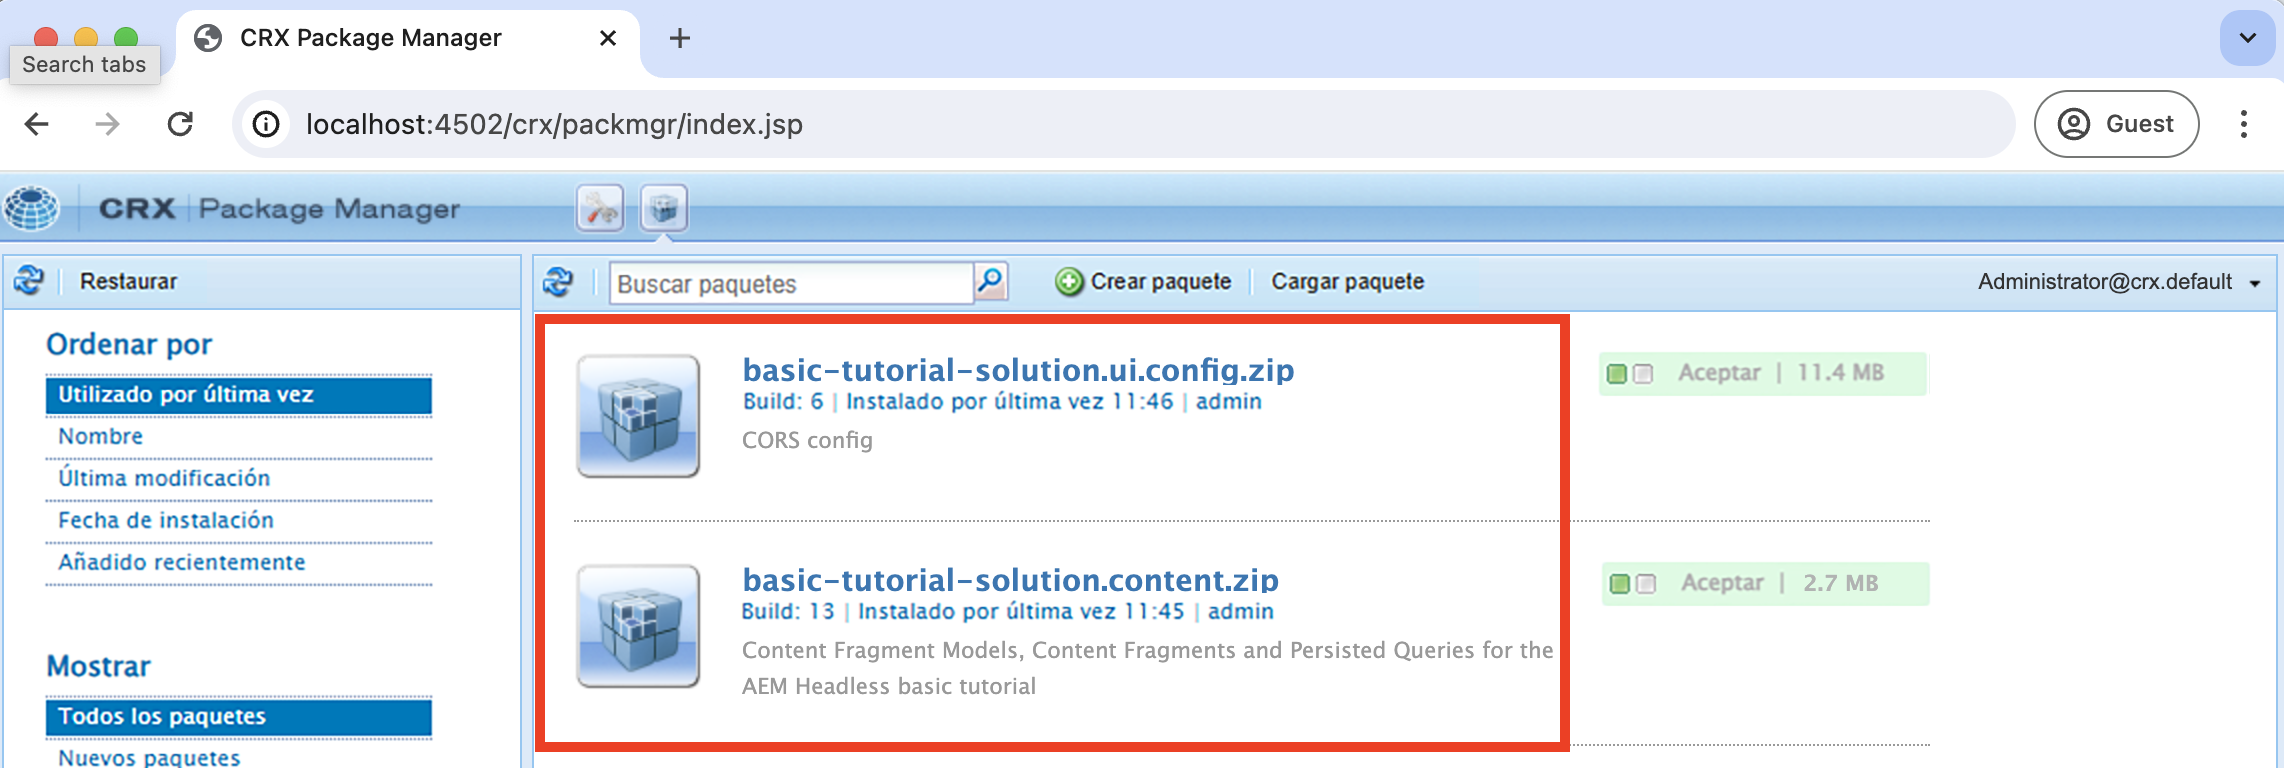 CRX Package Manager
Search tabs
localhost:4502/crx/packmgr/index.jsp
Guest
CRX | Package Manager
Restaurar
Buscar paquetes
Crear paquete
Cargar paquete
Administrator@crx.default
Ordenar por
Utilizado por última vez
Nombre
Última modificación
Fecha de instalación
Añadido recientemente
Mostrar
Todos los paquetes
Nuevos paquetes
basic-tutorial-solution.ui.config.zip
Build: 6 | Instalado por última vez 11:46 | admin
CORS config
Aceptar | 11.4 MB
basic-tutorial-solution.content.zip
Build: 13 | Instalado por última vez 11:45 | admin
Content Fragment Models, Content Fragments and Persisted Queries for the
AEM Headless basic tutorial
Aceptar | 2.7 MB